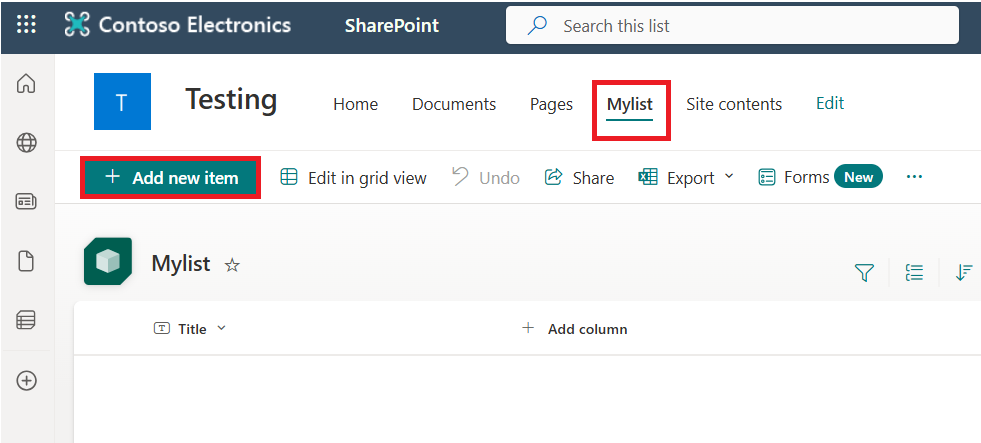 Contoso Electronics SharePoint Search this list
T Testing Home Documents Pages Mylist Site contents Edit
+ Add new item Edit in grid view Undo Share Export Forms New ...
Mylist
T Title + Add column